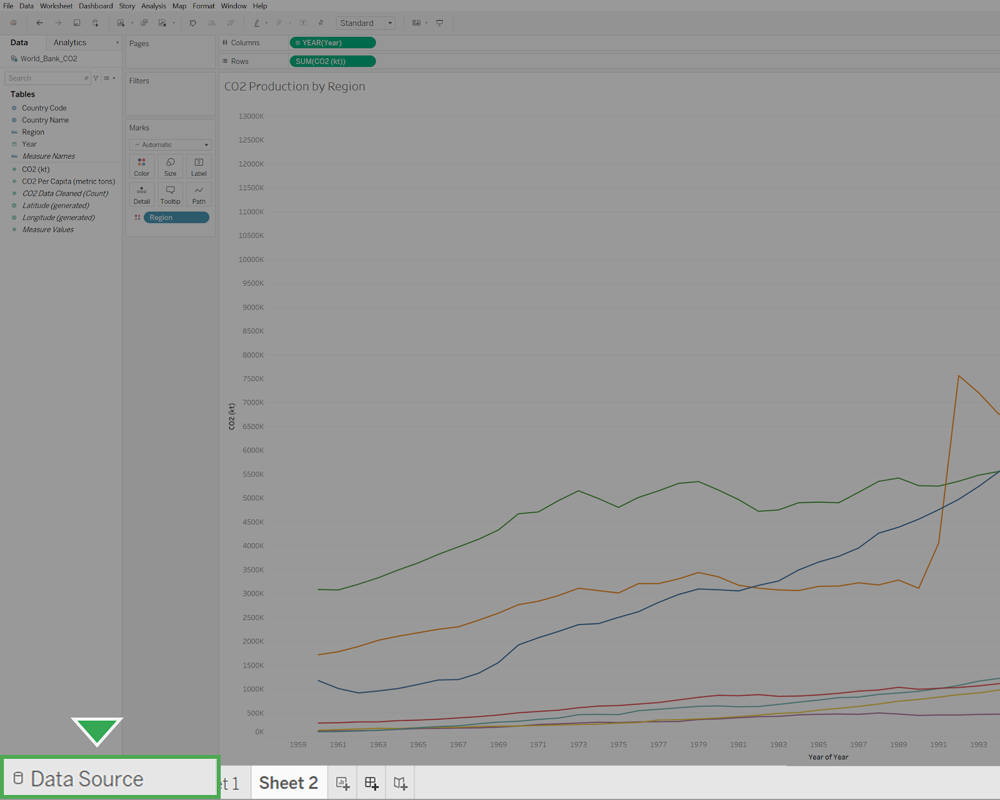 File Data Worksheet Dashboard Story Analysis Map Format Window Help
Standard
Data Analytics
World_Bank_CO2
Search
Tables
Country Code
Country Name
Abc Region
Year
Abc Measure Names
CO2 (kt)
CO2 Per Capita (metric tons)
CO2 Data Cleaned (Count)
Latitude (generated)
Longitude (generated)
Measure Values
Pages
Filters
Marks
Automatic
Color Size Label
Detail Tooltip Path
Region
Columns YEAR(Year)
Rows SUM(CO2 (kt))
CO2 Production by Region
13000K
12500K
12000K
11500K
11000K
10500K
10000K
9500K
9000K
8500K
8000K
7500K
7000K
6500K
6000K
5500K
5000K
4500K
4000K
3500K
3000K
2500K
2000K
1500K
1000K
500K
0K
CO2 (kt)
1959 1961 1963 1965 1967 1969 1971 1973 1975 1977 1979 1981 1983 1985 1987 1989 1991 1993
Year of Year
Data Source et 1 Sheet 2